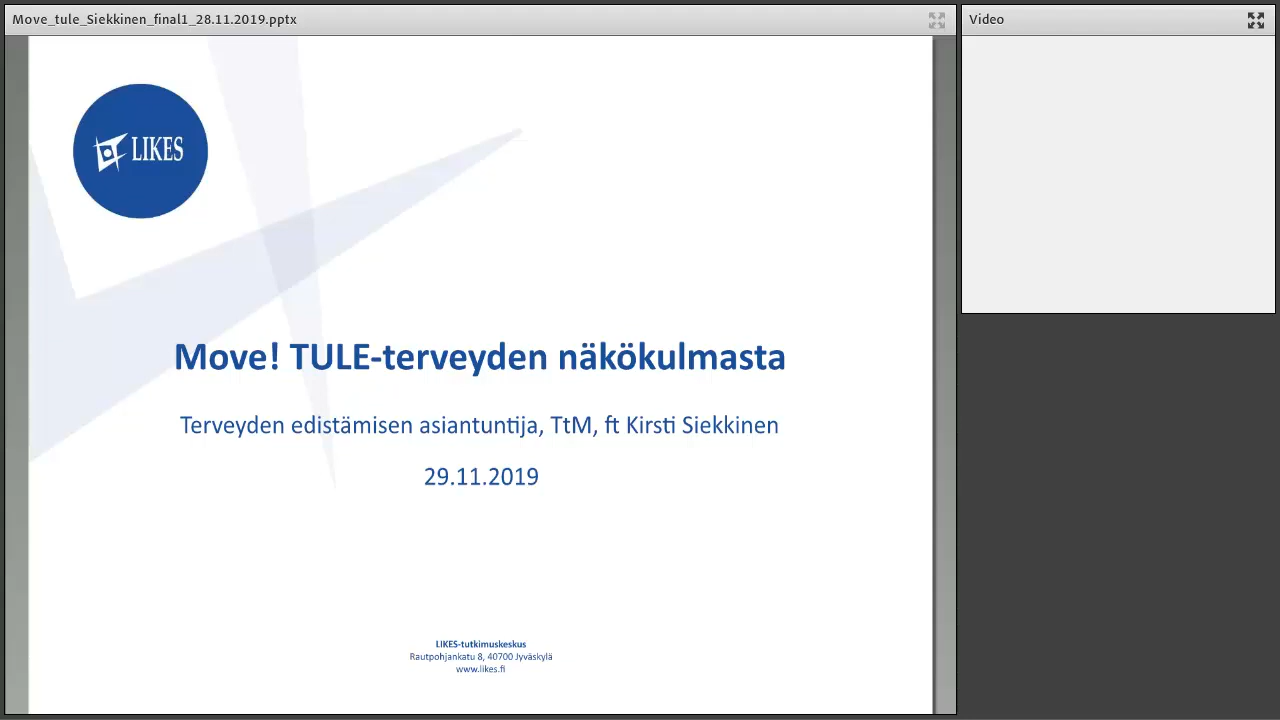 Move_tule_Siekkinen_final1_28.11.2019.pptx
Video
LIKES
Move! TULE-terveyden näkökulmasta
Terveyden edistämisen asiantuntija, TtM, ft Kirsti Siekkinen
29.11.2019
LIKES-tutkimuskeskus
Rautpohjankatu 8, 40700 Jyväskylä
www.likes.fi